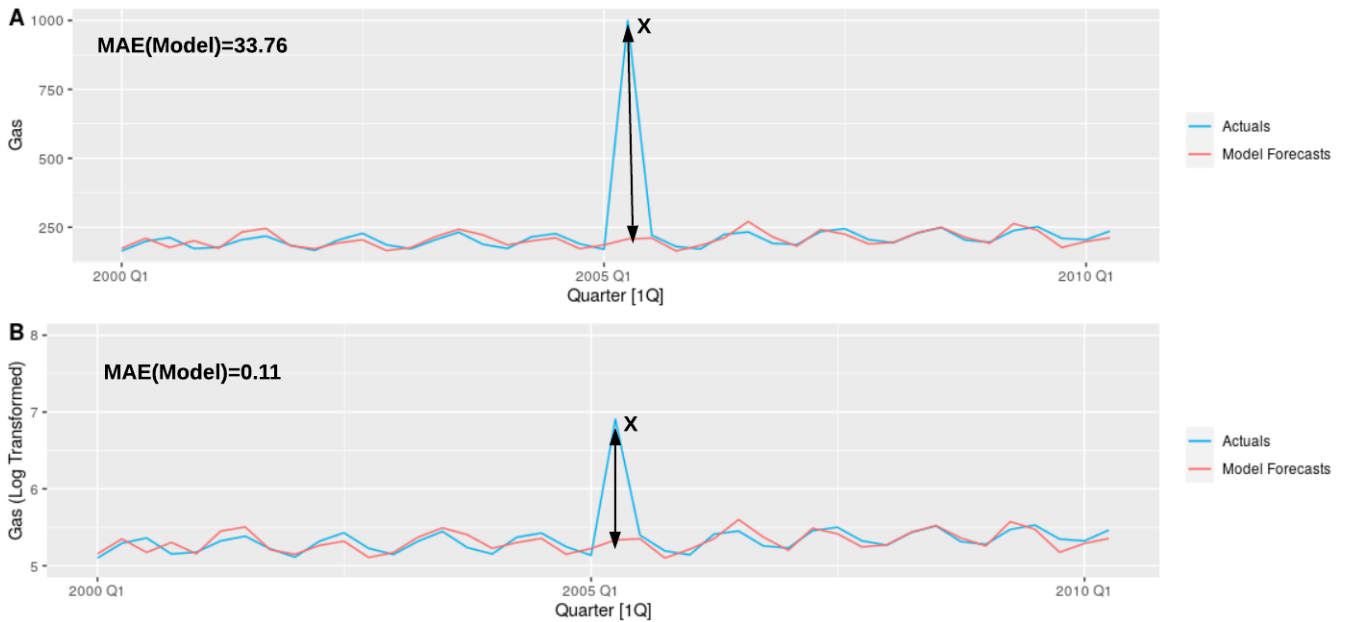 A
1000
X
MAE(Model)=33.76
750
Gas
500
250
2000 Q1
2005 Q1
2010 Q1
Quarter [1Q]
Actuals
Model Forecasts
B
8
MAE(Model)=0.11
7
X
Gas (Log Transformed)
6
5
2000 Q1
2005 Q1
2010 Q1
Quarter [1Q]
Actuals
Model Forecasts